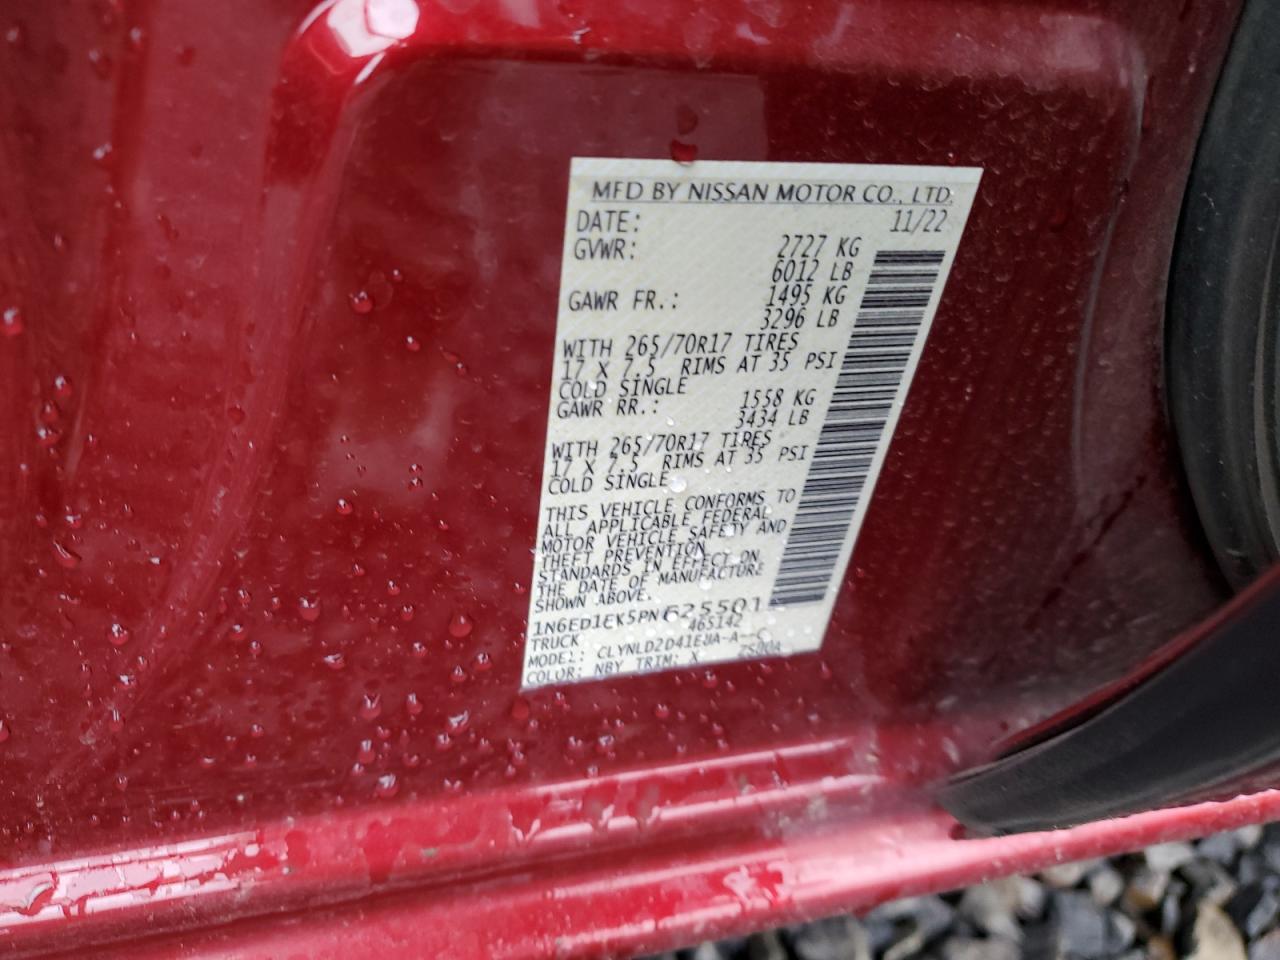 MFD BY NISSAN MOTOR CO., LTD.
DATE: 11/22
GVWR: 2727 KG
6012 LB
GAWR FR.: 1495 KG
3296 LB
WITH 265/70R17 TIRES
17 X 7.5 RIMS AT 35 PSI
COLD SINGLE
GAWR RR.: 1558 KG
3434 LB
WITH 265/70R17 TIRES
17 X 7.5 RIMS AT 35 PSI
COLD SINGLE
THIS VEHICLE CONFORMS TO
ALL APPLICABLE FEDERAL
MOTOR VEHICLE SAFETY AND
THEFT PREVENTION
STANDARDS IN EFFECT ON
THE DATE OF MANUFACTURE
SHOWN ABOVE.
1N6ED1EK5PN625501
TRUCK 465142
MODEL:
COLOR: NBY TRIM: X